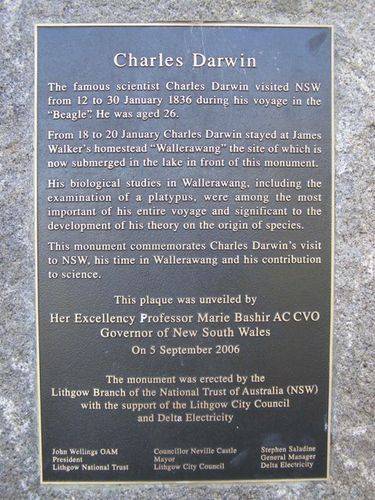 Charles Darwin
The famous scientist Charles Darwin visited NSW
from 12 to 30 January 1836 during his voyage in the
"Beagle". He was aged 26.
From 18 to 20 January Charles Darwin stayed at James
Walker's homestead "Wallerawang" the site of which is
now submerged in the lake in front of this monument.
His biological studies in Wallerawang, including the
examination of a platypus, were among the most
important of his entire voyage and significant to the
development of his theory on the origin of species.
This monument commemorates Charles Darwin's visit
to NSW, his time in Wallerawang and his contribution
to science.
This plaque was unveiled by
Her Excellency Professor Marie Bashir AC CVO
Governor of New South Wales
On 5 September 2006
The monument was erected by the
Lithgow Branch of the National Trust of Australia (NSW)
with the support of the Lithgow City Council
and Delta Electricity
John Wellings OAM
President
Lithgow National Trust
Councillor Neville Castle
Mayor
Lithgow City Council
Stephen Saladine
General Manager
Delta Electricity